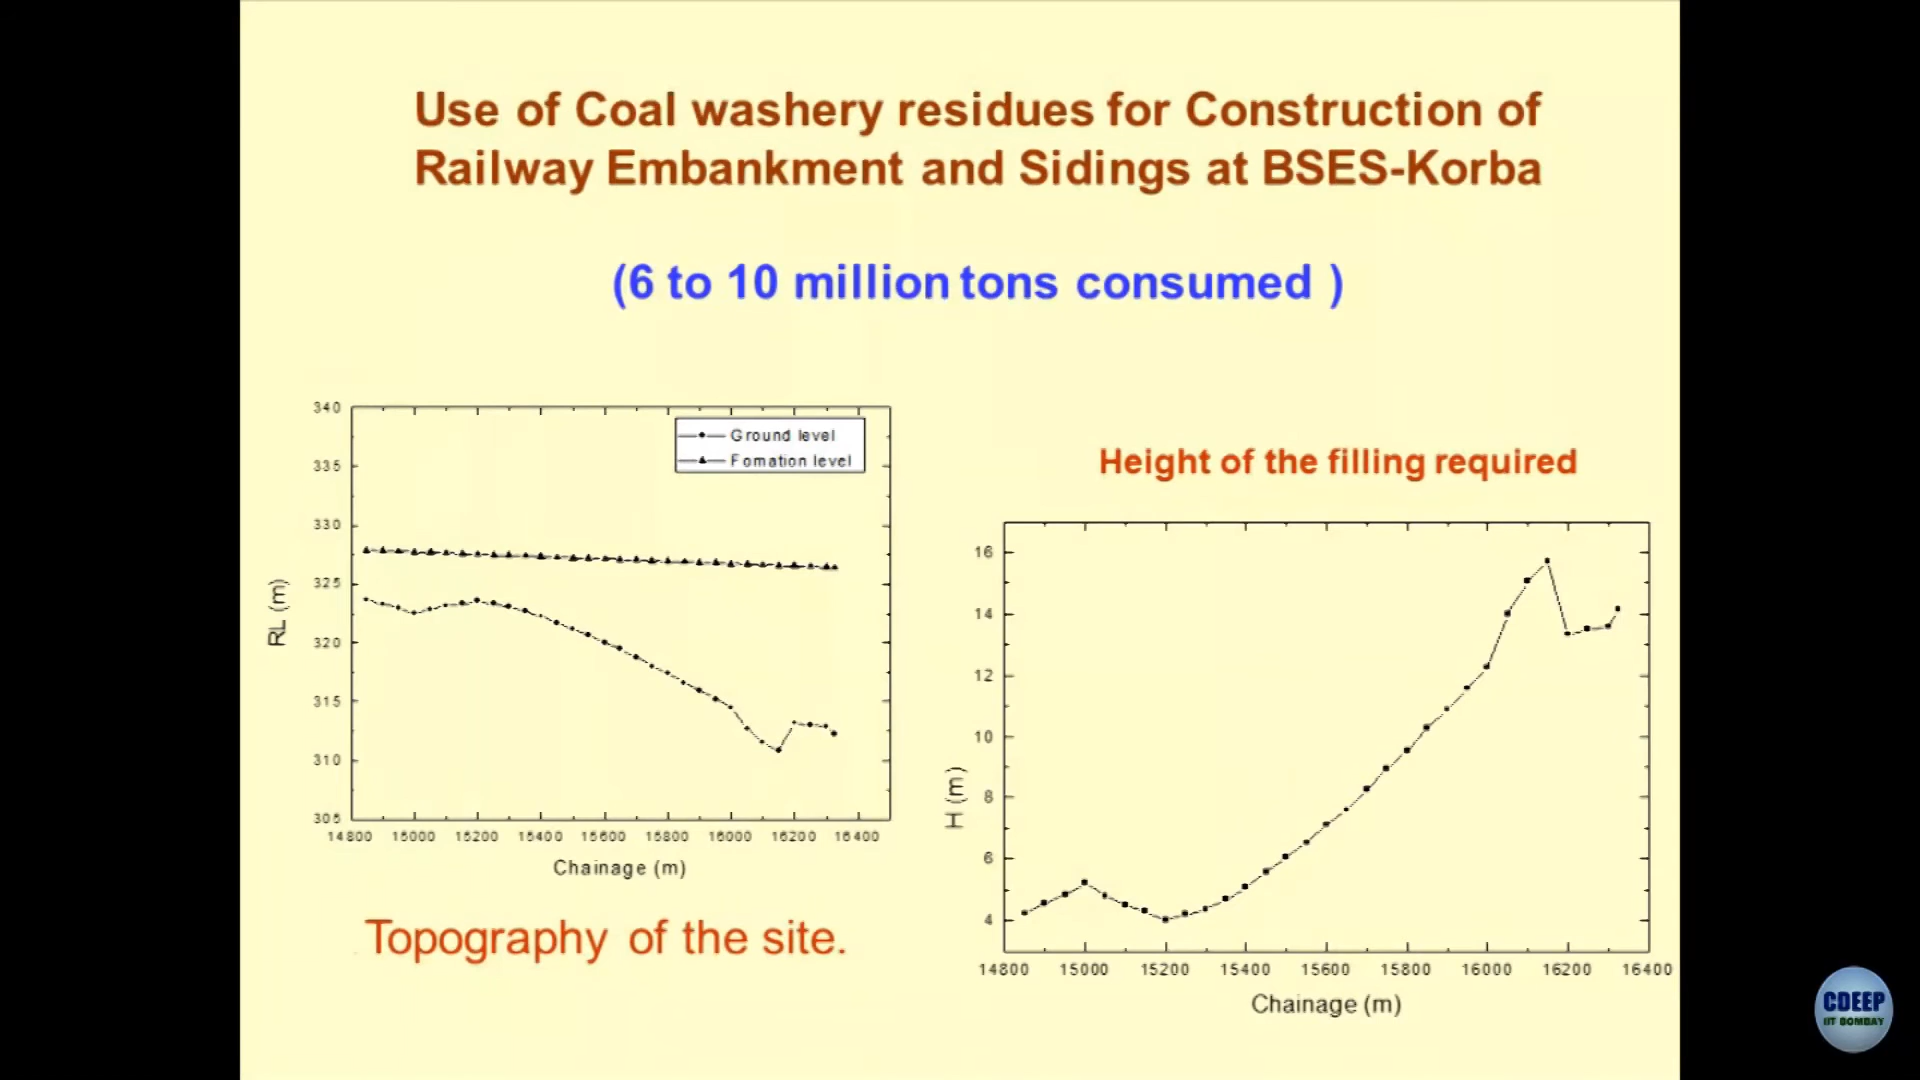 Use of Coal washery residues for Construction of
Railway Embankment and Sidings at BSES-Korba
(6 to 10 million tons consumed )
340
335
330
325
320
315
310
305
RL (m)
Ground level
Fomation level
14800 15000 15200 15400 15600 15800 16000 16200 16400
Chainage (m)
Topography of the site.
Height of the filling required
16
14
12
10
8
6
4
H (m)
14800 15000 15200 15400 15600 15800 16000 16200 16400
Chainage (m)
CDEEP
IIT BOMBAY